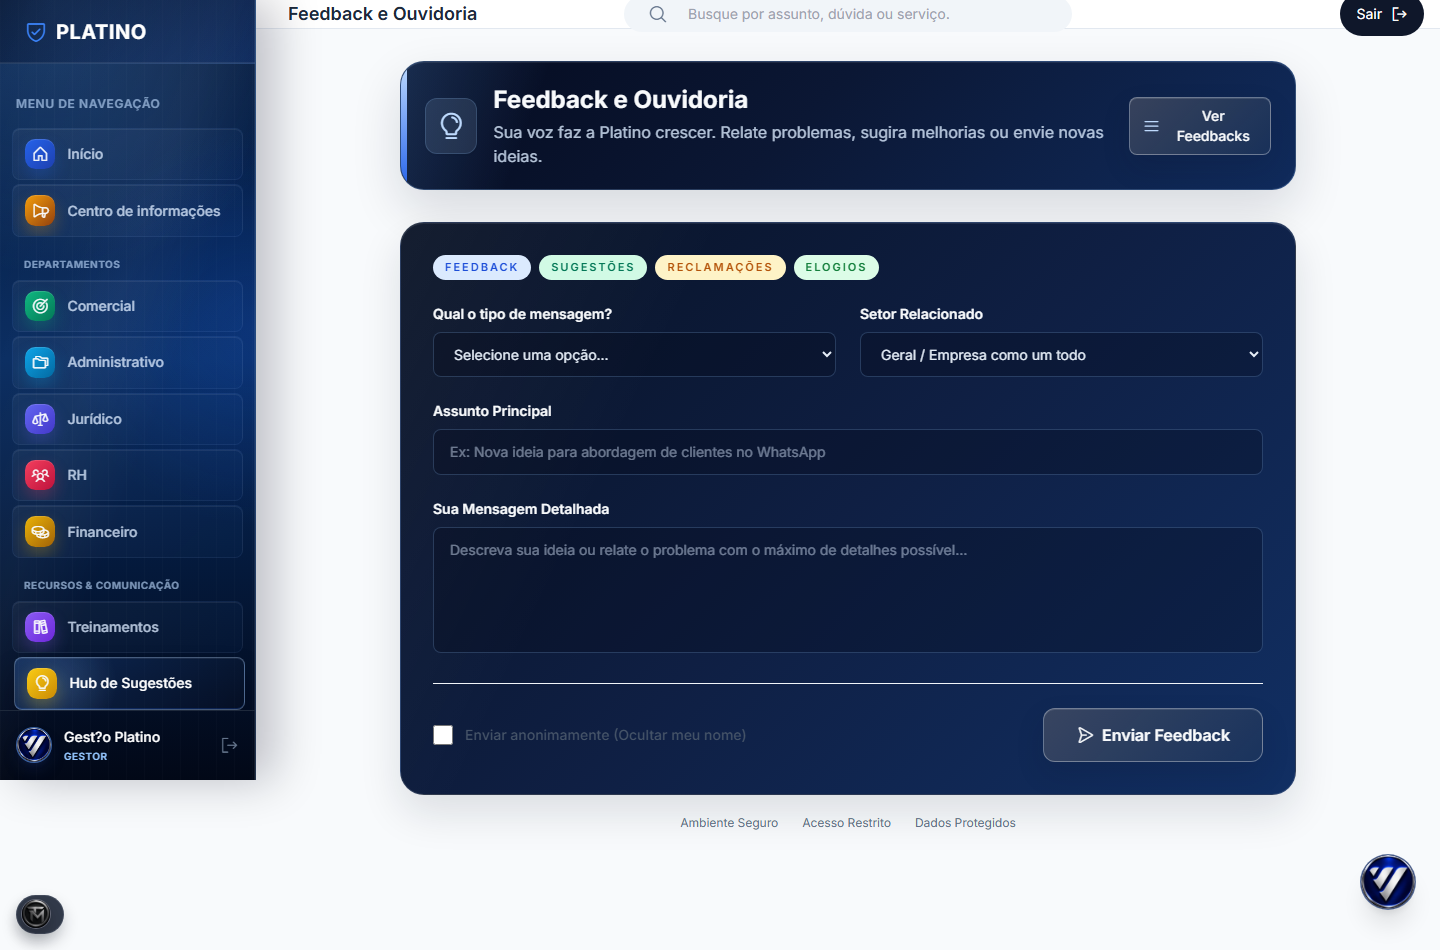 PLATINO
MENU DE NAVEGAÇÃO
Início
Centro de informações
DEPARTAMENTOS
Comercial
Administrativo
Jurídico
RH
Financeiro
RECURSOS & COMUNICAÇÃO
Treinamentos
Hub de Sugestões
Gest?o Platino
GESTOR
Feedback e Ouvidoria
Busque por assunto, dúvida ou serviço.
Sair
Feedback e Ouvidoria
Sua voz faz a Platino crescer. Relate problemas, sugira melhorias ou envie novas
ideias.
Ver
Feedbacks
FEEDBACK
SUGESTÕES
RECLAMAÇÕES
ELOGIOS
Qual o tipo de mensagem?
Setor Relacionado
Selecione uma opção...
Geral / Empresa como um todo
Assunto Principal
Ex: Nova ideia para abordagem de clientes no WhatsApp
Sua Mensagem Detalhada
Descreva sua ideia ou relate o problema com o máximo de detalhes possível...
Enviar anonimamente (Ocultar meu nome)
Enviar Feedback
Ambiente Seguro
Acesso Restrito
Dados Protegidos